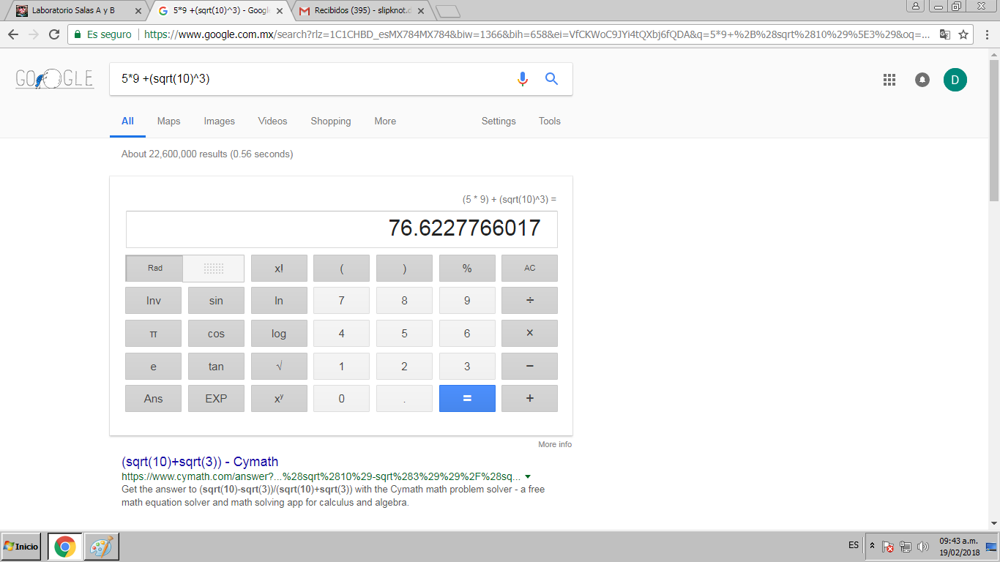 Laboratorio Salas A y B
5*9 +(sqrt(10)^3) - Google
Recibidos (395) - slipknot.d
Es seguro
https://www.google.com.mx/search?rlz=1C1CHBD_esMX784MX784&biw=1366&bih=658&ei=VfCKWoC9JYi4tQXbj6fQDA&q=5*9+%2B%28sqrt%2810%29%5E3%29&oq=...
GOOGLE
5*9 +(sqrt(10)^3)
D
All Maps Images Videos Shopping More Settings Tools
About 22,600,000 results (0.56 seconds)
(5 * 9) + (sqrt(10)^3) =
76.6227766017
Rad x! ( ) % AC
Inv sin ln 7 8 9 ÷
π cos log 4 5 6 ×
e tan √ 1 2 3 −
Ans EXP xʸ 0 . = +
More info
(sqrt(10)+sqrt(3)) - Cymath
https://www.cymath.com/answer?...%28sqrt%2810%29-sqrt%283%29%29%2F%28sq...
Get the answer to (sqrt(10)-sqrt(3))/(sqrt(10)+sqrt(3)) with the Cymath math problem solver - a free
math equation solver and math solving app for calculus and algebra.
Inicio
ES
09:43 a.m.
19/02/2018